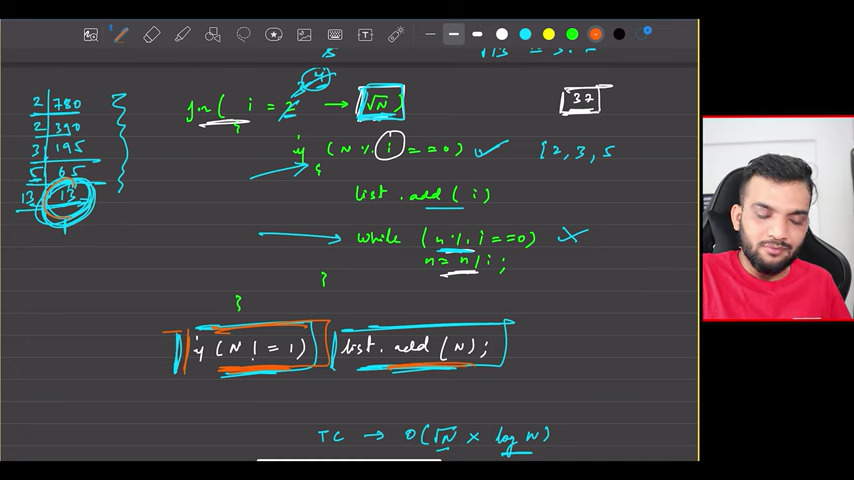 for( i = 2 → √N)
{
if (N % i == 0)
{
list.add(i)
while (n % i == 0)
n = n/i;
}
}
if (N != 1) list.add(N);
TC → O(√N × log N)
2 780
2 390
3 195
5 65
13 13
1
37
[2, 3, 5